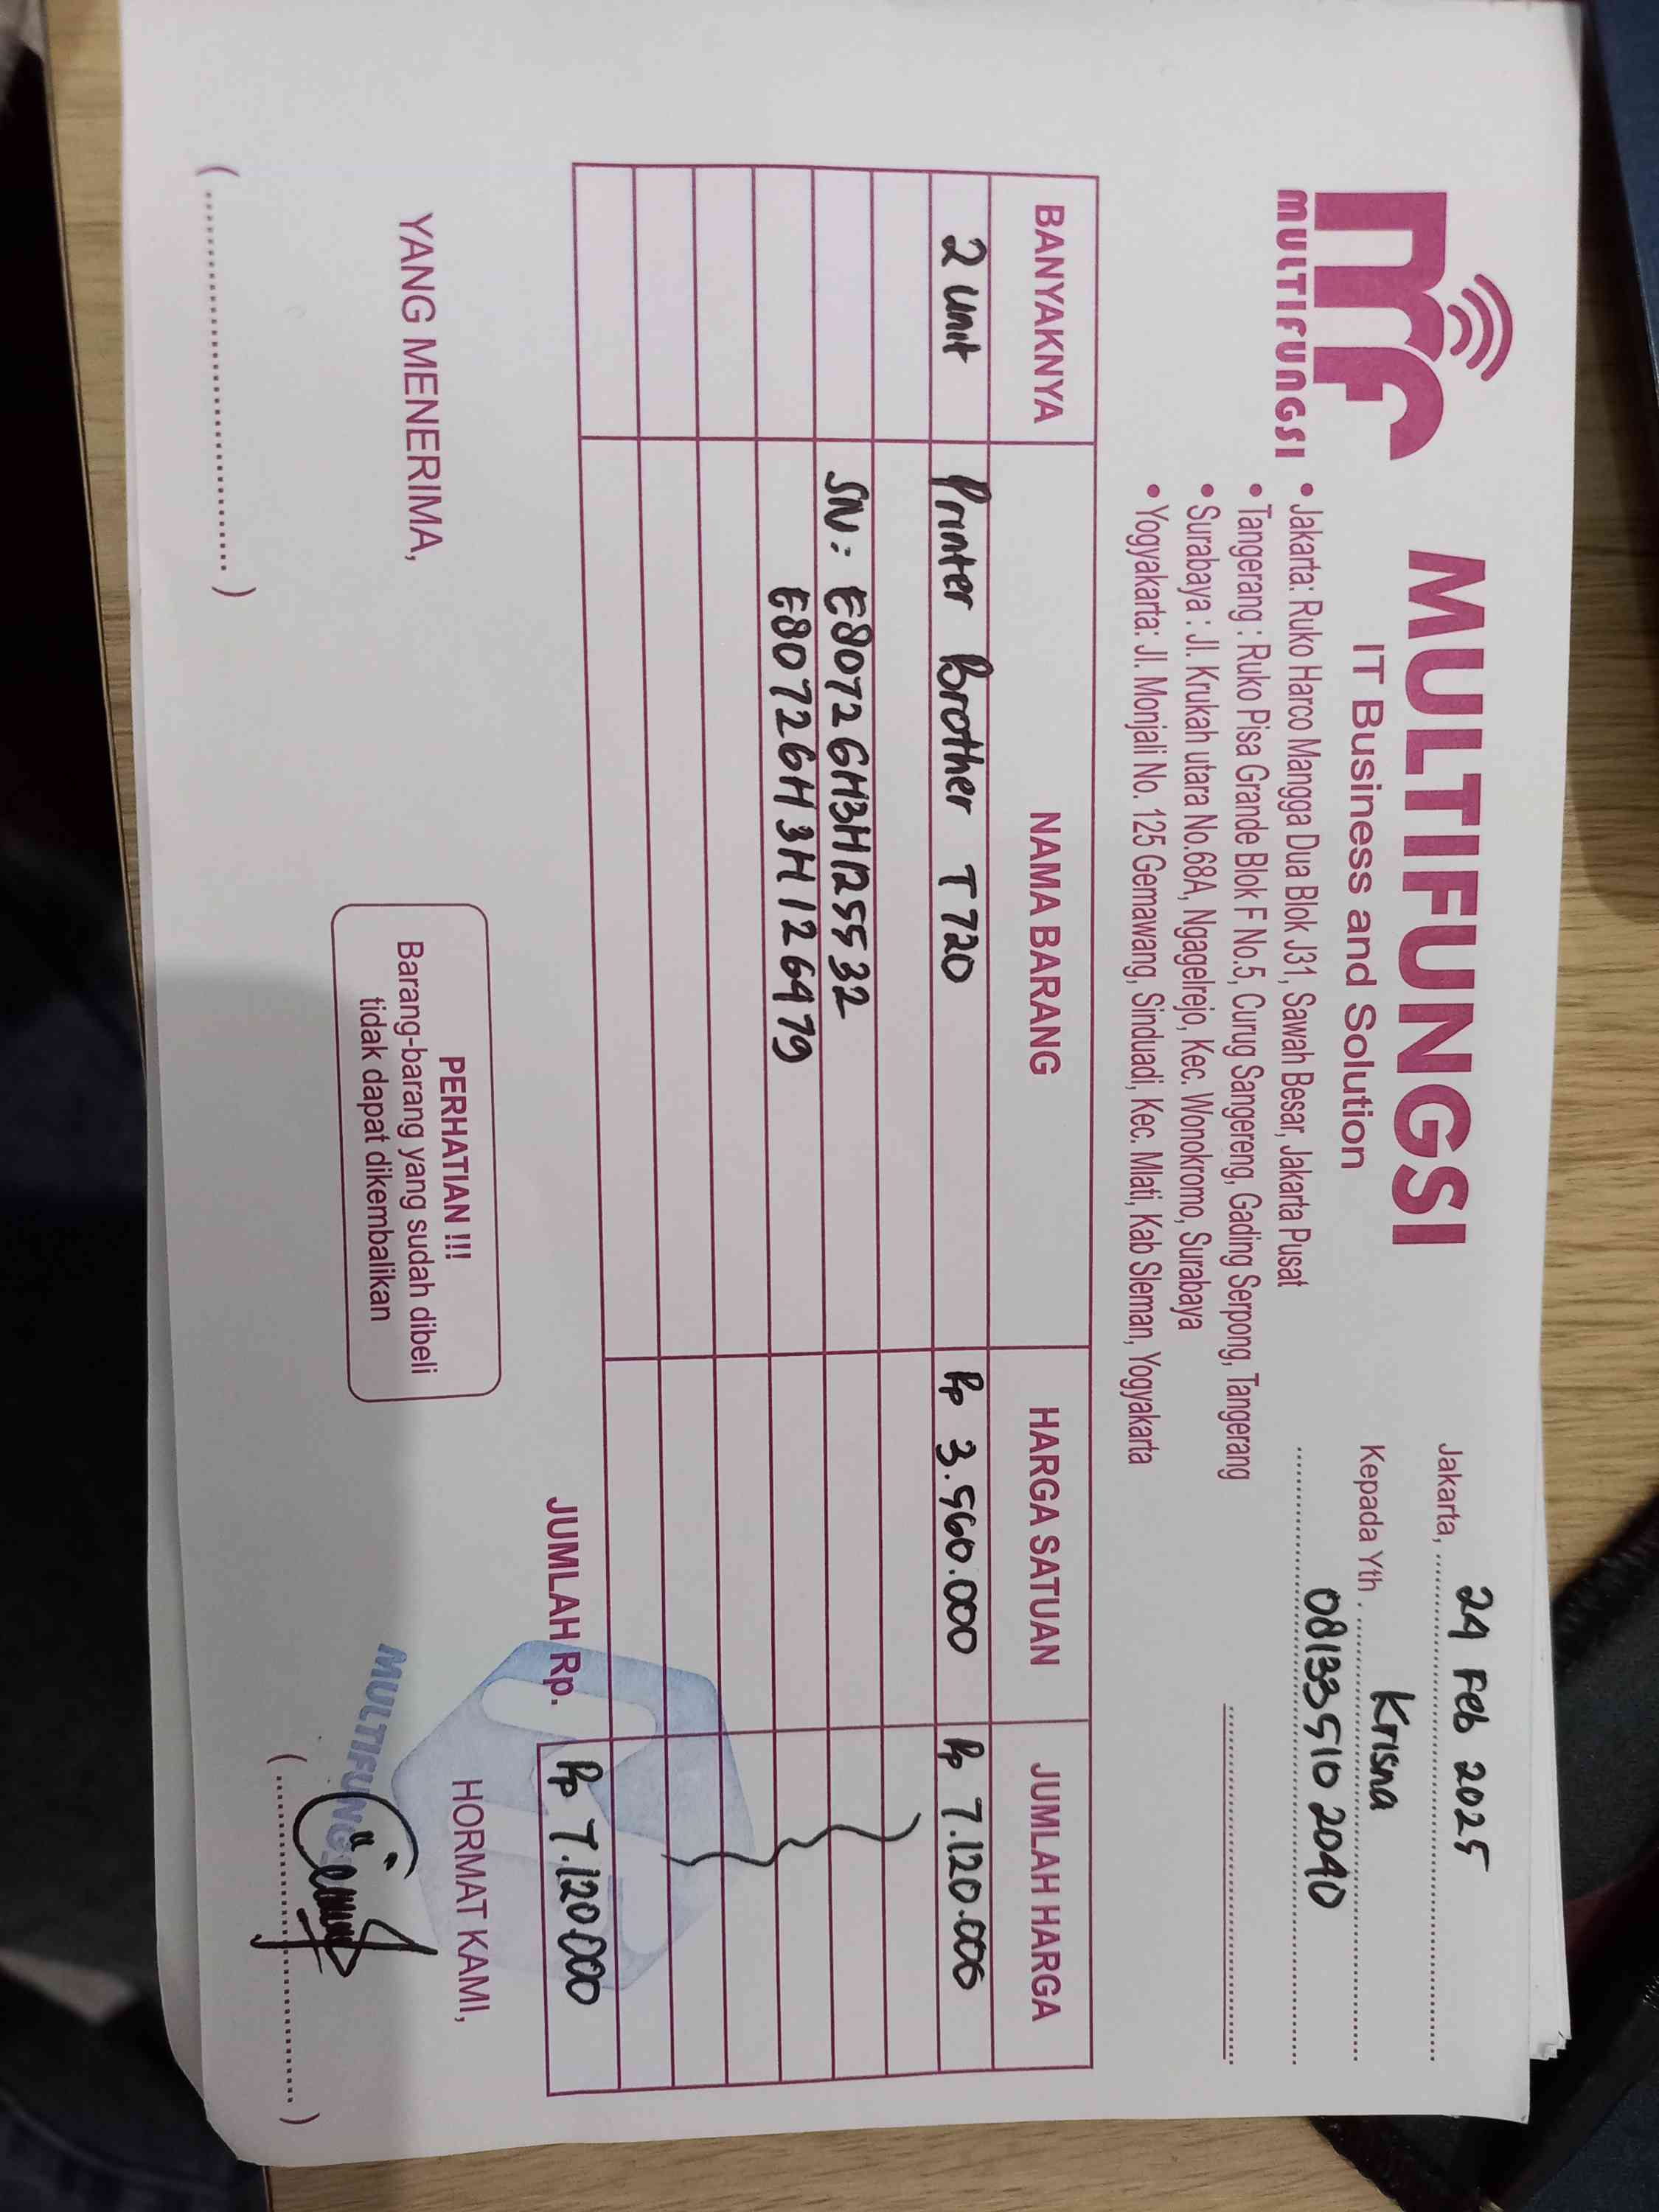 MULTIFUNGSI
MULTIFUNGSI
IT Business and Solution
• Jakarta: Ruko Harco Mangga Dua Blok J31, Sawah Besar, Jakarta Pusat
• Tangerang : Ruko Pisa Grande Blok F No.5, Curug Sangereng, Gading Serpong, Tangerang
• Surabaya : Jl. Krukah utara No.68A, Ngagelrejo, Kec. Wonokromo, Surabaya
• Yogyakarta: Jl. Monjali No. 125 Gemawang, Sinduadi, Kec. Mlati, Kab Sleman, Yogyakarta
Jakarta, 24 Feb 2025
Kepada Yth. Krisna
081335102040
BANYAKNYA NAMA BARANG HARGA SATUAN JUMLAH HARGA
2 Unit Printer Brother T720 Rp 3.560.000 Rp 7.120.000
SN: E80726H3H125532
E80726H3H126479
JUMLAH Rp. Rp 7.120.000
YANG MENERIMA,
PERHATIAN !!!
Barang-barang yang sudah dibeli
tidak dapat dikembalikan
HORMAT KAMI,
MULTIFUNGSI